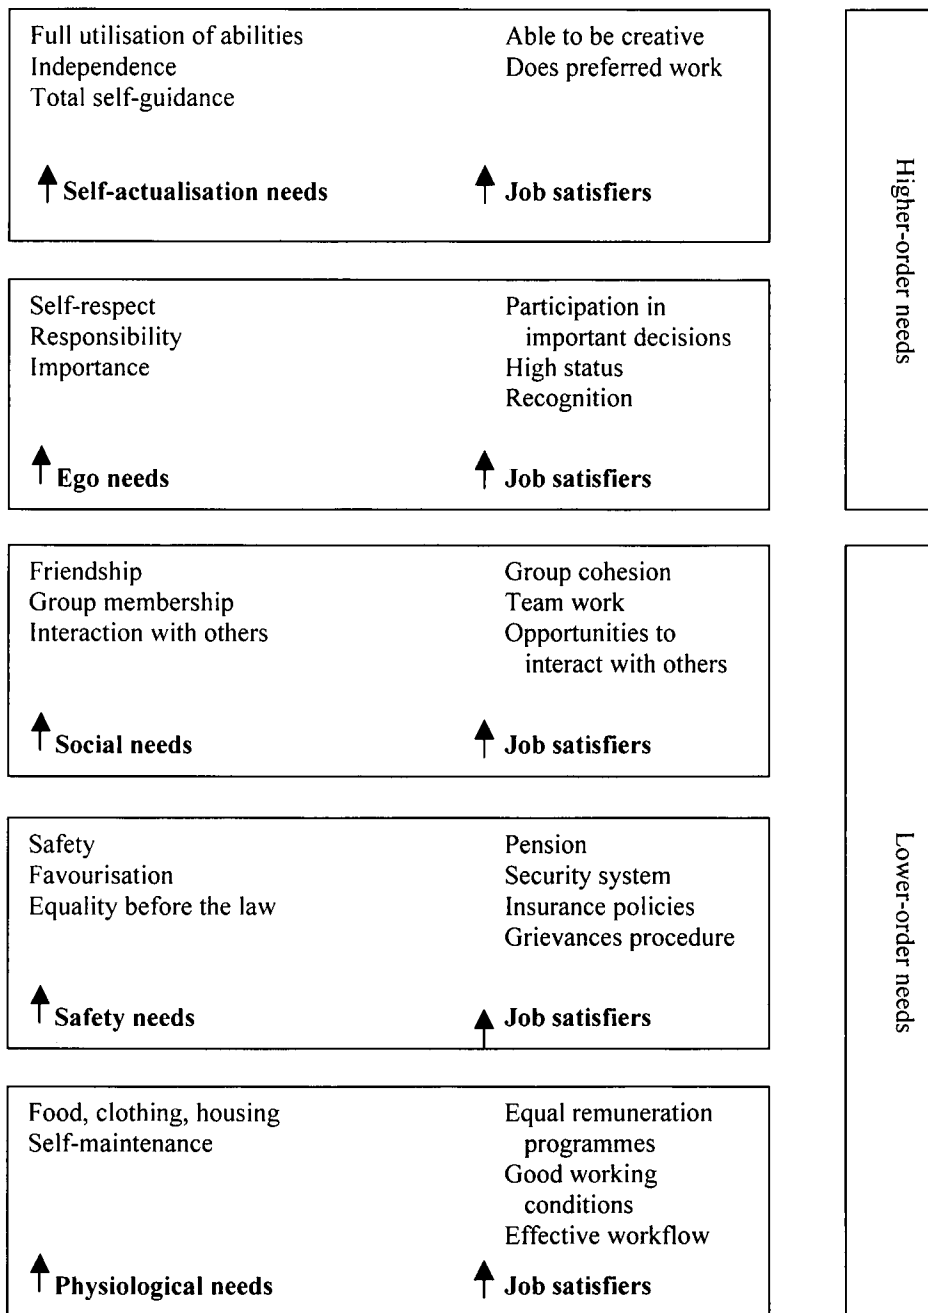 Full utilisation of abilities
Independence
Total self-guidance
Able to be creative
Does preferred work
Self-actualisation needs
Job satisfiers
Self-respect
Responsibility
Importance
Participation in
important decisions
High status
Recognition
Ego needs
Job satisfiers
Higher-order needs
Friendship
Group membership
Interaction with others
Group cohesion
Team work
Opportunities to
interact with others
Social needs
Job satisfiers
Safety
Favourisation
Equality before the law
Pension
Security system
Insurance policies
Grievances procedure
Safety needs
Job satisfiers
Food, clothing, housing
Self-maintenance
Equal remuneration
programmes
Good working
conditions
Effective workflow
Physiological needs
Job satisfiers
Lower-order needs